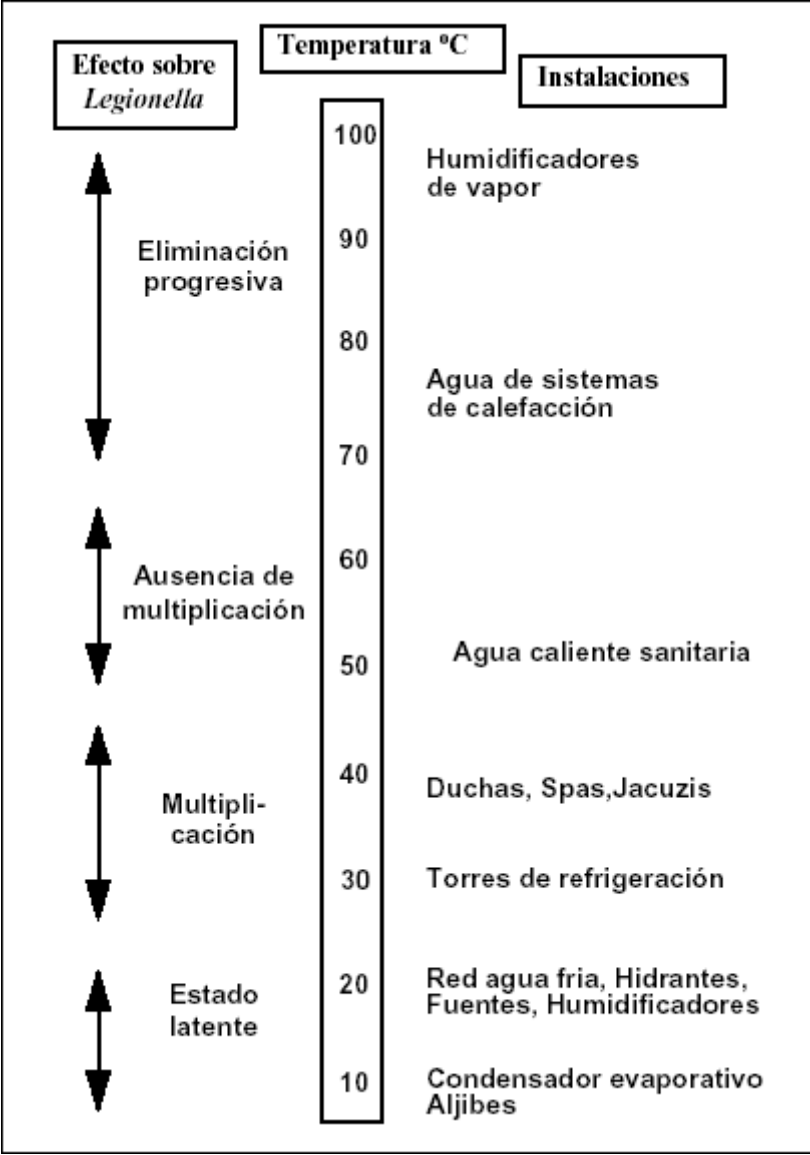 Efecto sobre
Legionella
Temperatura ºC
Instalaciones
100
Humidificadores
de vapor
90
Eliminación
progresiva
80
Agua de sistemas
de calefacción
70
60
Ausencia de
multiplicación
50
Agua caliente sanitaria
40
Duchas, Spas,Jacuzis
Multipli-
cación
30
Torres de refrigeración
20
Red agua fria, Hidrantes,
Fuentes, Humidificadores
Estado
latente
10
Condensador evaporativo
Aljibes